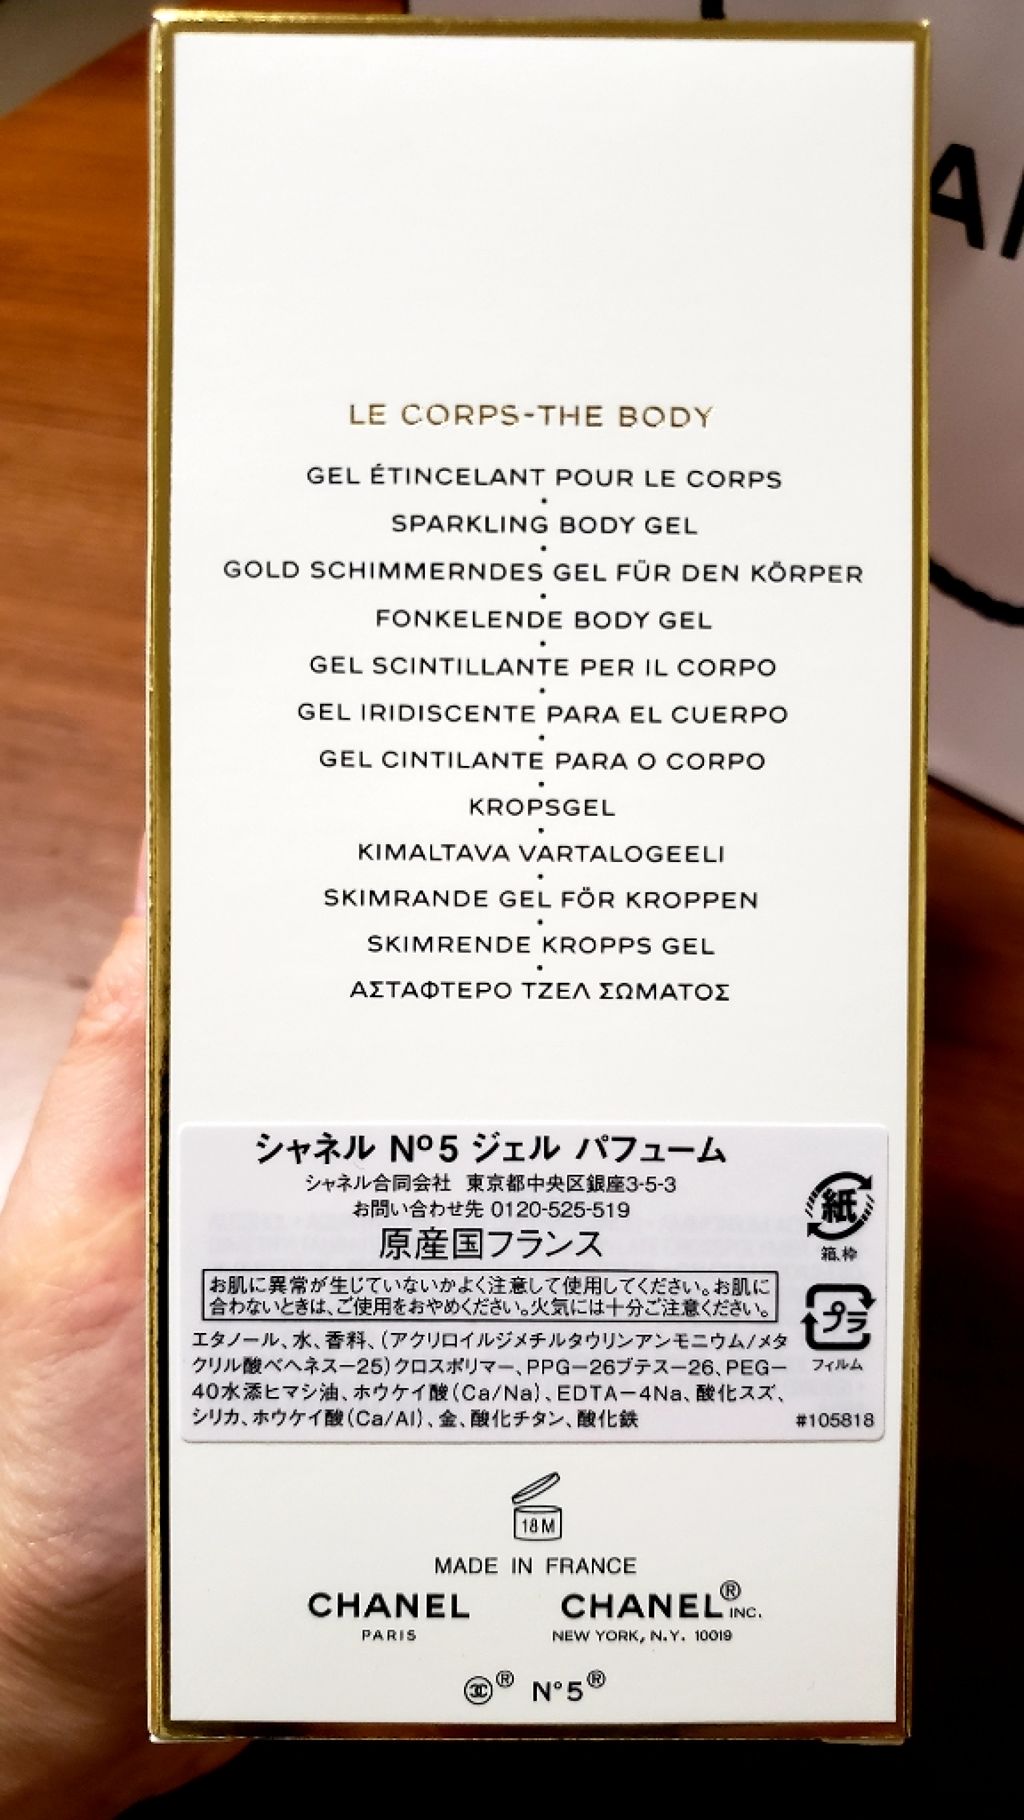 LE CORPS-THE BODY
GEL ÉTINCELANT POUR LE CORPS
SPARKLING BODY GEL
GOLD SCHIMMERNDES GEL FÜR DEN KÖRPER
FONKELENDE BODY GEL
GEL SCINTILLANTE PER IL CORPO
GEL IRIDISCENTE PARA EL CUERPO
GEL CINTILANTE PARA O CORPO
KROPSGEL
KIMALTAVA VARTALOGEELI
SKIMRANDE GEL FÖR KROPPEN
SKIMRENDE KROPPS GEL
ΑΣΤΑΦΤΕΡΟ ΤΖΕΛ ΣΩΜΑΤΟΣ
シャネル Nº5 ジェル パフューム
シャネル合同会社 東京都中央区銀座3-5-3
お問い合わせ先 0120-525-519
原産国フランス
お肌に異常が生じていないかよく注意して使用してください。お肌に
合わないときは、ご使用をおやめください。火気には十分ご注意ください。
エタノール、水、香料、(アクリロイルジメチルタウリンアンモニウム/メタ
クリル酸ベヘネスー25)クロスポリマー、PPG-26ブテスー26、PEG-
40水添ヒマシ油、ホウケイ酸(Ca/Na)、EDTA-4Na、酸化スズ、
シリカ、ホウケイ酸(Ca/Al)、金、酸化チタン、酸化鉄
紙
箱、枠
プラ
フィルム
#105818
18M
MADE IN FRANCE
CHANEL CHANEL® INC.
PARIS NEW YORK, N.Y. 10019
® N°5®